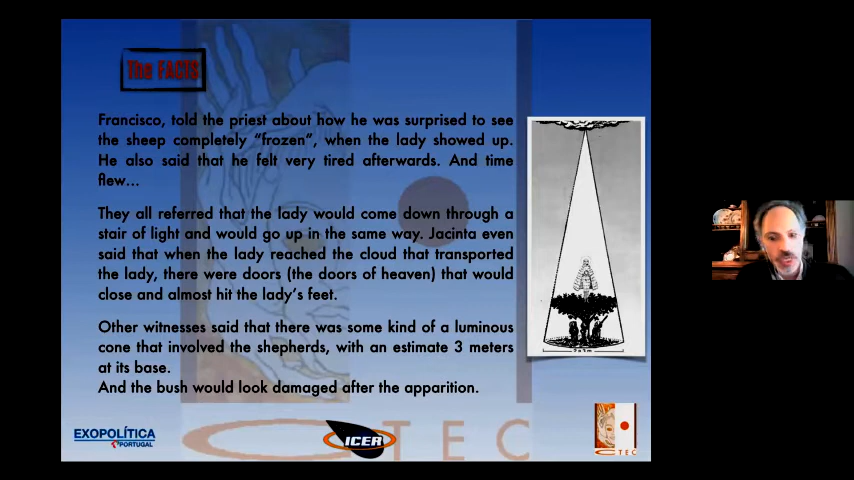 The FACTS
Francisco, told the priest about how he was surprised to see
the sheep completely “frozen”, when the lady showed up.
He also said that he felt very tired afterwards. And time
flew...
They all referred that the lady would come down through a
stair of light and would go up in the same way. Jacinta even
said that when the lady reached the cloud that transported
the lady, there were doors (the doors of heaven) that would
close and almost hit the lady’s feet.
Other witnesses said that there was some kind of a luminous
cone that involved the shepherds, with an estimate 3 meters
at its base.
And the bush would look damaged after the apparition.
EXOPOLÍTICA
PORTUGAL
ICER
CTEC
CTEC